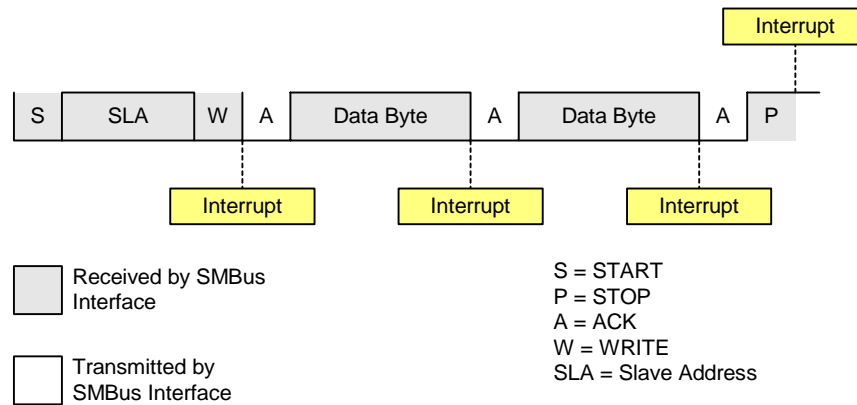 Interrupt
S
SLA
W
A
Data Byte
A
Data Byte
A
P
Interrupt
Interrupt
Interrupt
Received by SMBus
Interface
Transmitted by
SMBus Interface
S = START
P = STOP
A = ACK
W = WRITE
SLA = Slave Address